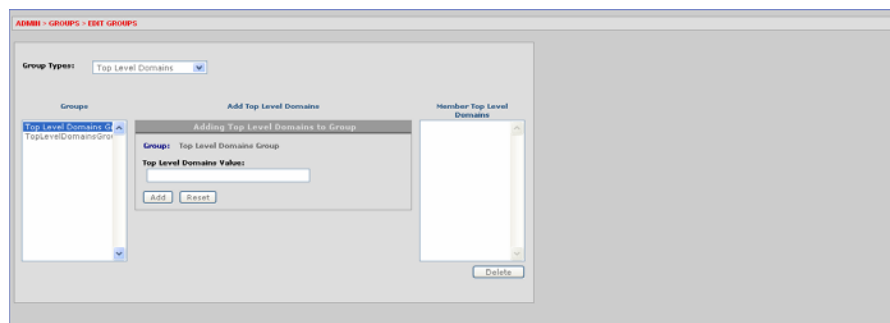 ADMIN > GROUPS > EDIT GROUPS
Group Types: Top Level Domains
Groups
Add Top Level Domains
Member Top Level Domains
Top Level Domains G
TopLevelDomainsGrou
Adding Top Level Domains to Group
Group: Top Level Domains Group
Top Level Domains Value:
Add Reset
Delete